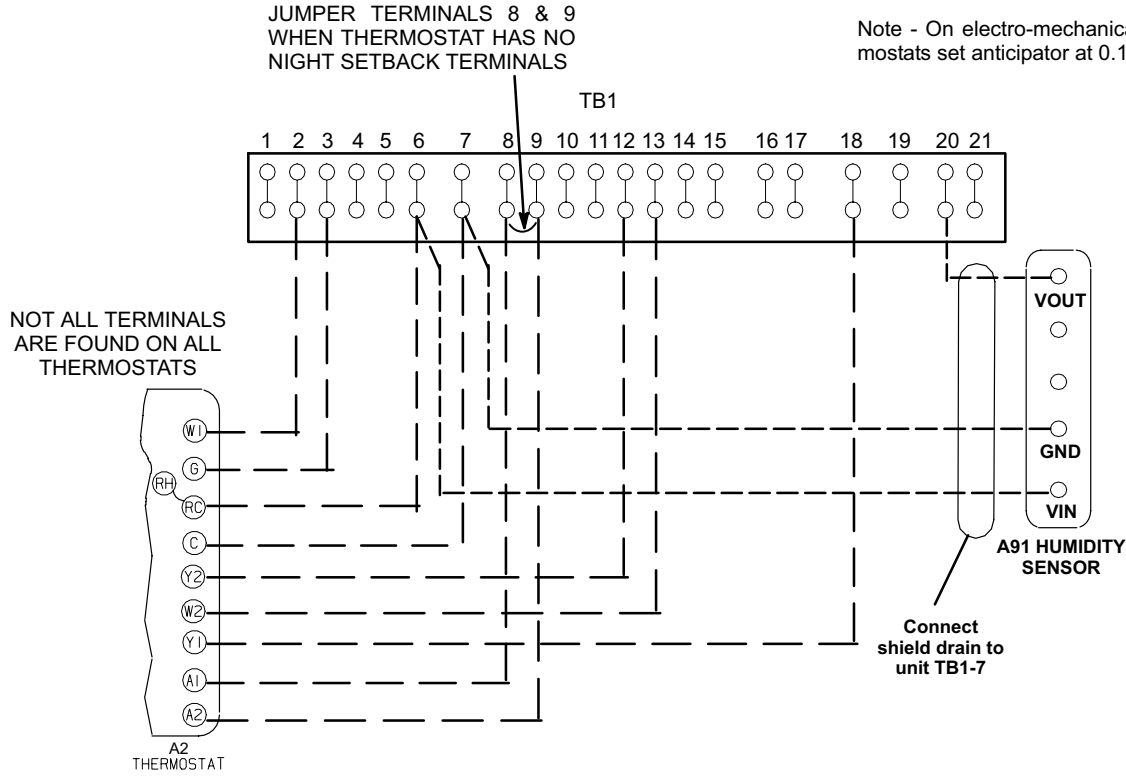 JUMPER TERMINALS 8 & 9
WHEN THERMOSTAT HAS NO
NIGHT SETBACK TERMINALS
Note - On electro-mechanica
mostats set anticipator at 0.1
TB1
1 2 3 4 5 6 7 8 9 10 11 12 13 14 15 16 17 18 19 20 21
NOT ALL TERMINALS
ARE FOUND ON ALL
THERMOSTATS
W1
G
RH
RC
C
Y2
W2
Y1
A1
A2
A2
THERMOSTAT
VOUT
GND
VIN
A91 HUMIDITY
SENSOR
Connect
shield drain to
unit TB1-7